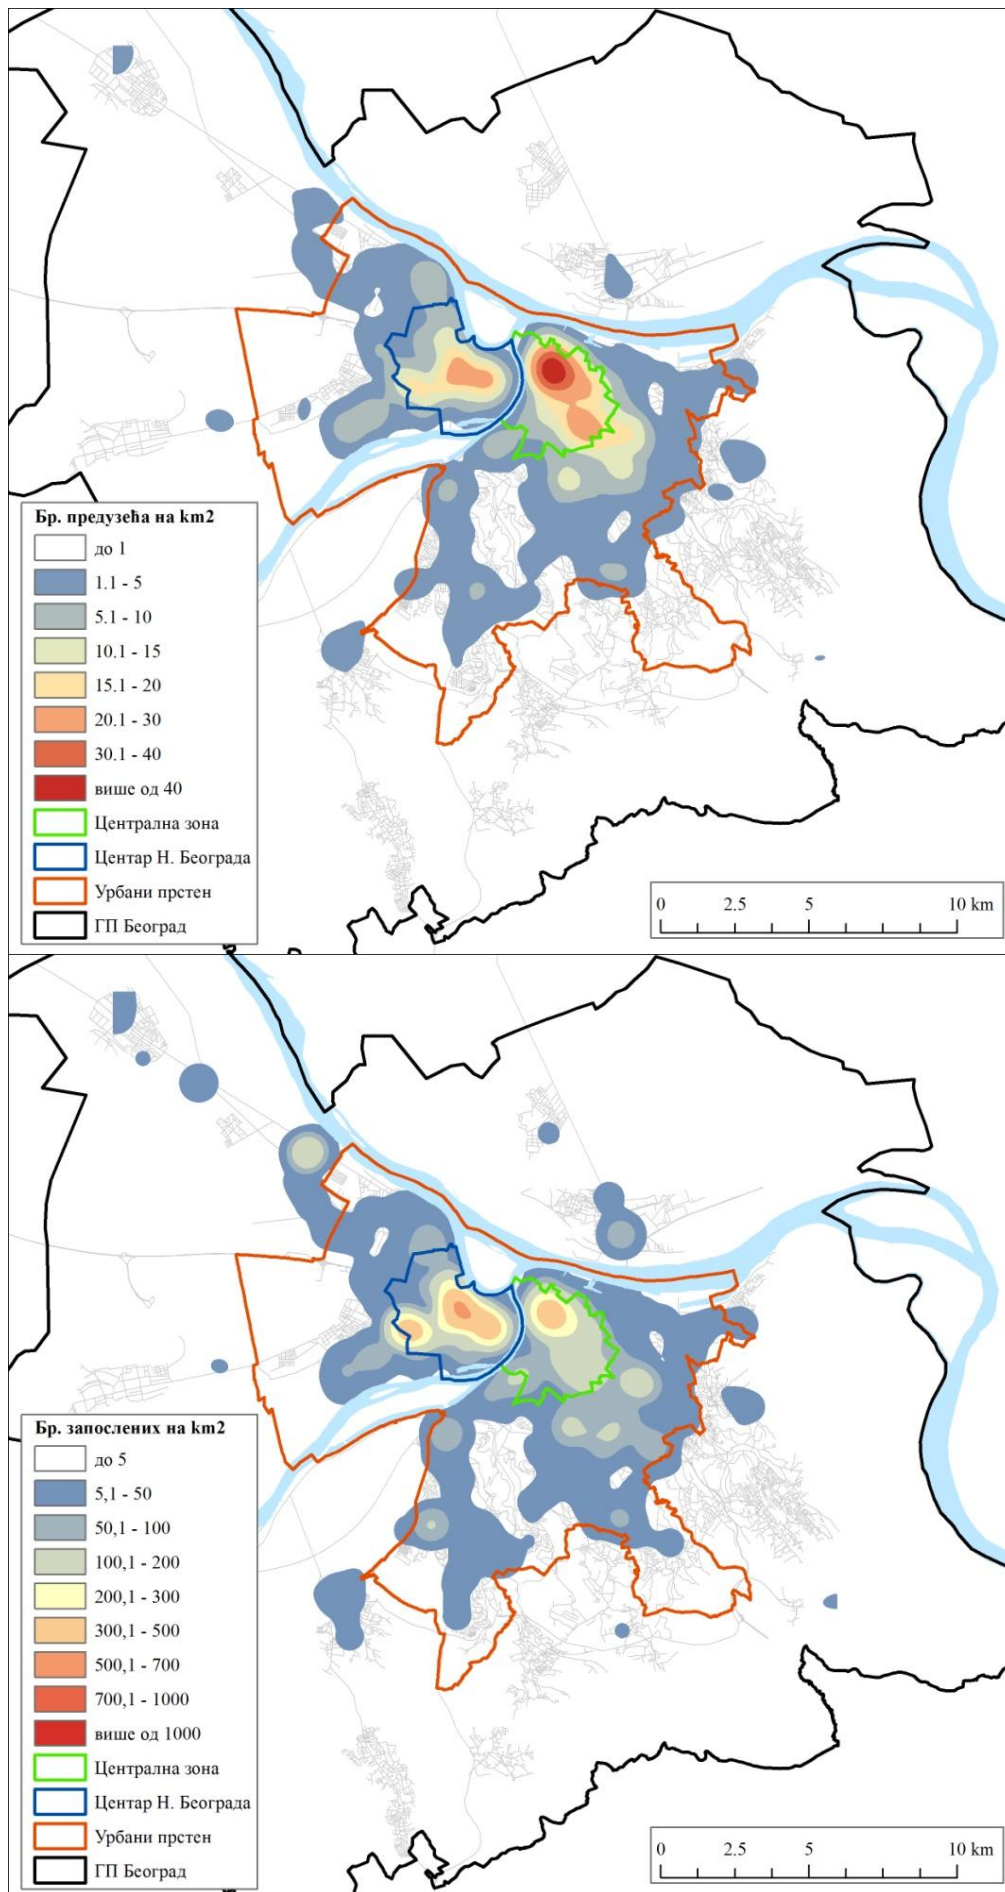 Бр. предузећа на km2
до 1
1.1 - 5
5.1 - 10
10.1 - 15
15.1 - 20
20.1 - 30
30.1 - 40
више од 40
Централна зона
Центар Н. Београда
Урбани прстен
ГП Београд
0 2.5 5 10 km
Бр. запослених на km2
до 5
5,1 - 50
50,1 - 100
100,1 - 200
200,1 - 300
300,1 - 500
500,1 - 700
700,1 - 1000
више од 1000
Централна зона
Центар Н. Београда
Урбани прстен
ГП Београд
0 2.5 5 10 km